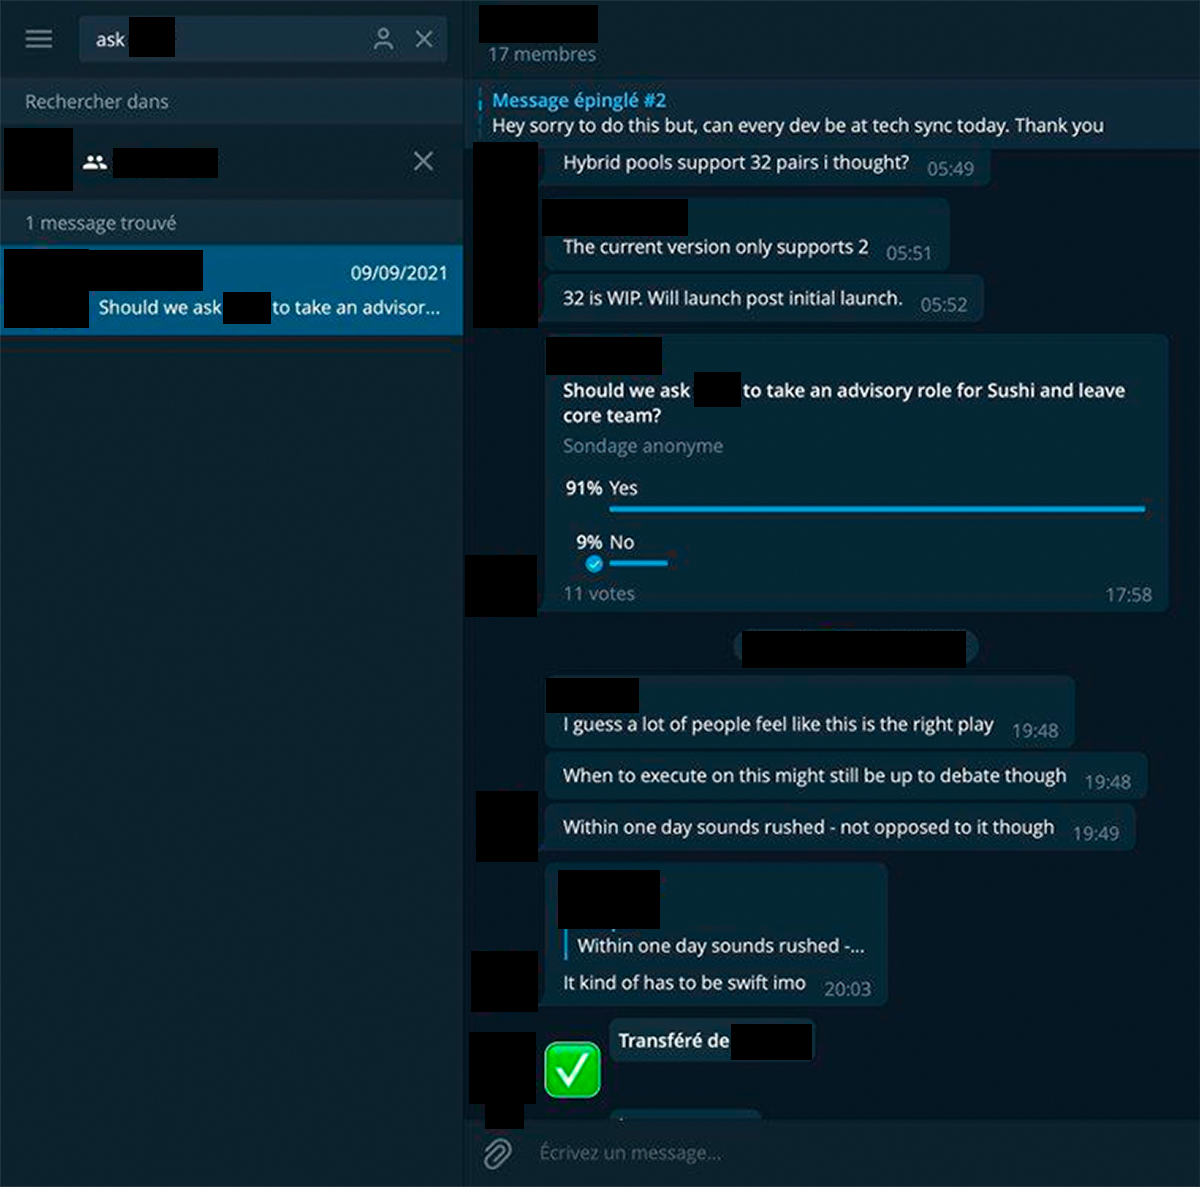 ask
Rechercher dans
1 message trouvé
09/09/2021
Should we ask to take an advisor...
17 membres
Message épinglé #2
Hey sorry to do this but, can every dev be at tech sync today. Thank you
Hybrid pools support 32 pairs i thought? 05:49
The current version only supports 2 05:51
32 is WIP. Will launch post initial launch. 05:52
Should we ask to take an advisory role for Sushi and leave
core team?
Sondage anonyme
91% Yes
9% No
11 votes 17:58
I guess a lot of people feel like this is the right play 19:48
When to execute on this might still be up to debate though 19:48
Within one day sounds rushed - not opposed to it though 19:49
Within one day sounds rushed -...
It kind of has to be swift imo 20:03
Transféré de
Écrivez un message...